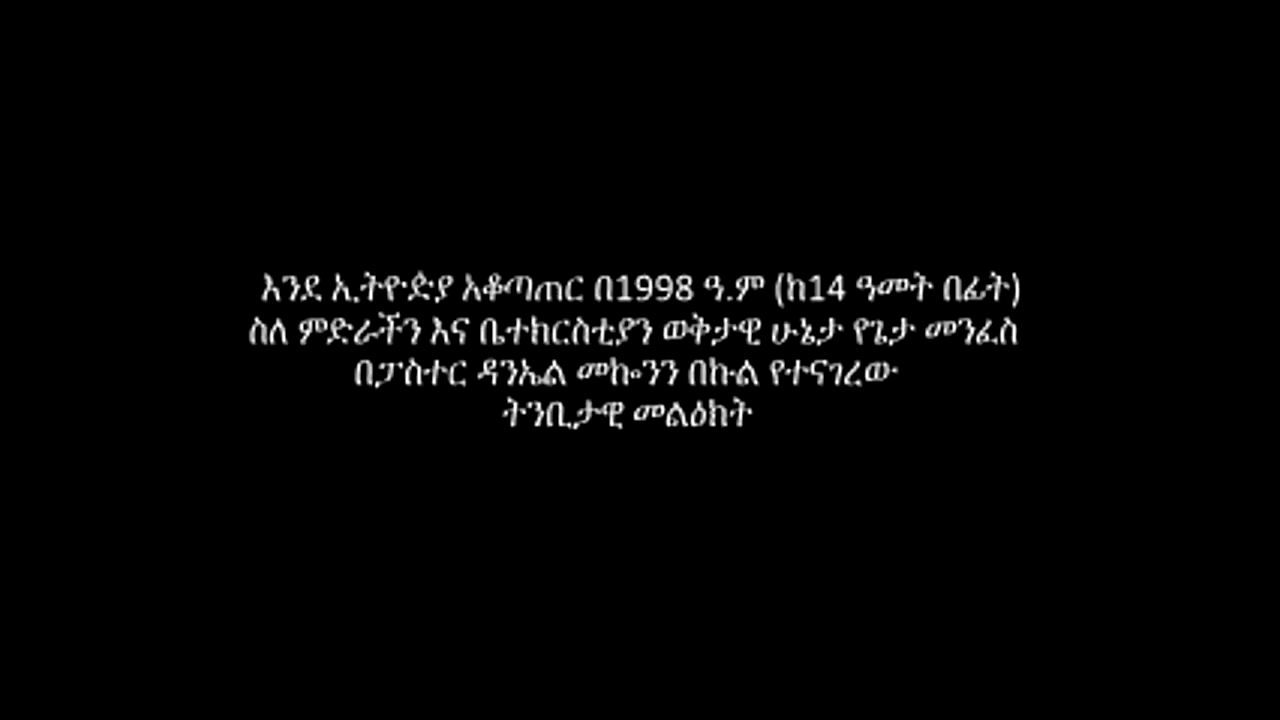 እንደ ኢትዮጵያ አቆጣጠር በ1998 ዓ.ም (ከ14 ዓመት በፊት)
ስለ ምድራችን እና ቤተክርስቲያን ወቅታዊ ሁኔታ የጌታ መንፈስ
በፓስተር ዳንኤል መኰንን በኩል የተናገረው
ትንቢታዊ መልዕክት